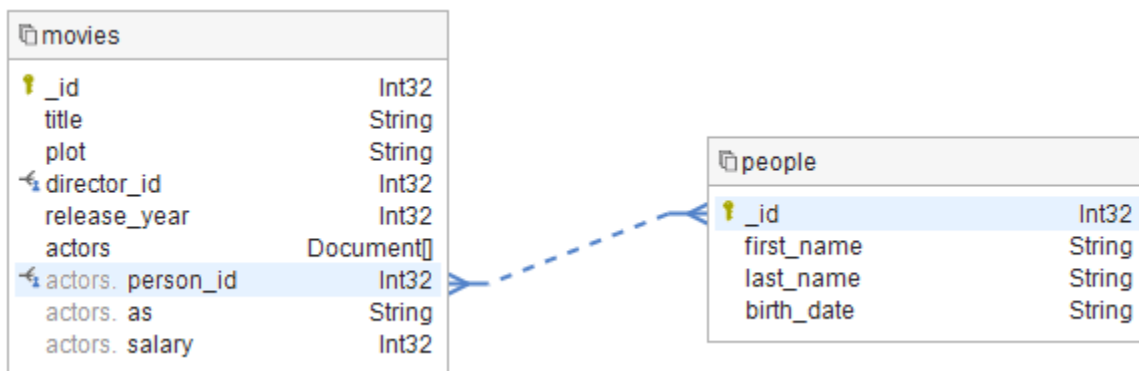 movies
_id Int32
title String
plot String
director_id Int32
release_year Int32
actors Document[]
actors. person_id Int32
actors. as String
actors. salary Int32
people
_id Int32
first_name String
last_name String
birth_date String